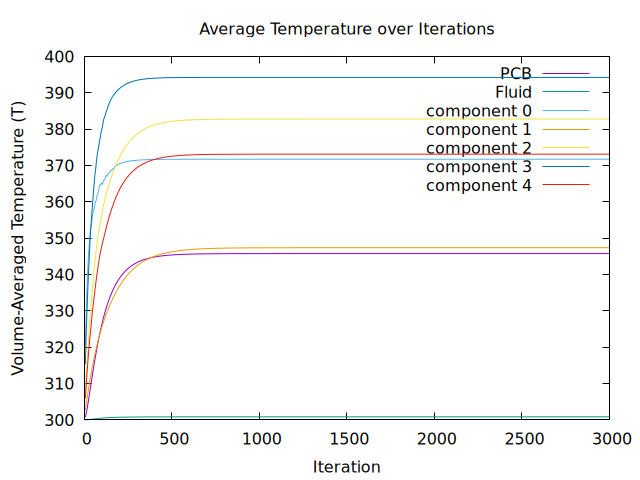 Average Temperature over Iterations
Volume-Averaged Temperature (T)
400
390
380
370
360
350
340
330
320
310
300
PCB
Fluid
component 0
component 1
component 2
component 3
component 4
0
500
1000
1500
2000
2500
3000
Iteration